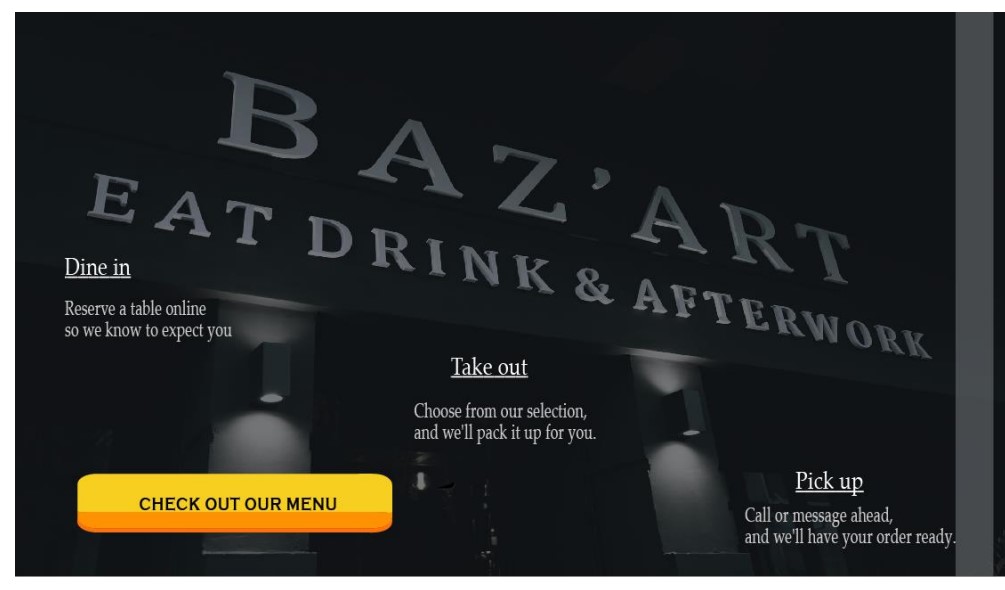 BAZ'ART
EAT DRINK & AFTERWORK
Dine in
Reserve a table online
so we know to expect you
Take out
Choose from our selection,
and we'll pack it up for you.
CHECK OUT OUR MENU
Pick up
Call or message ahead,
and we'll have your order ready.